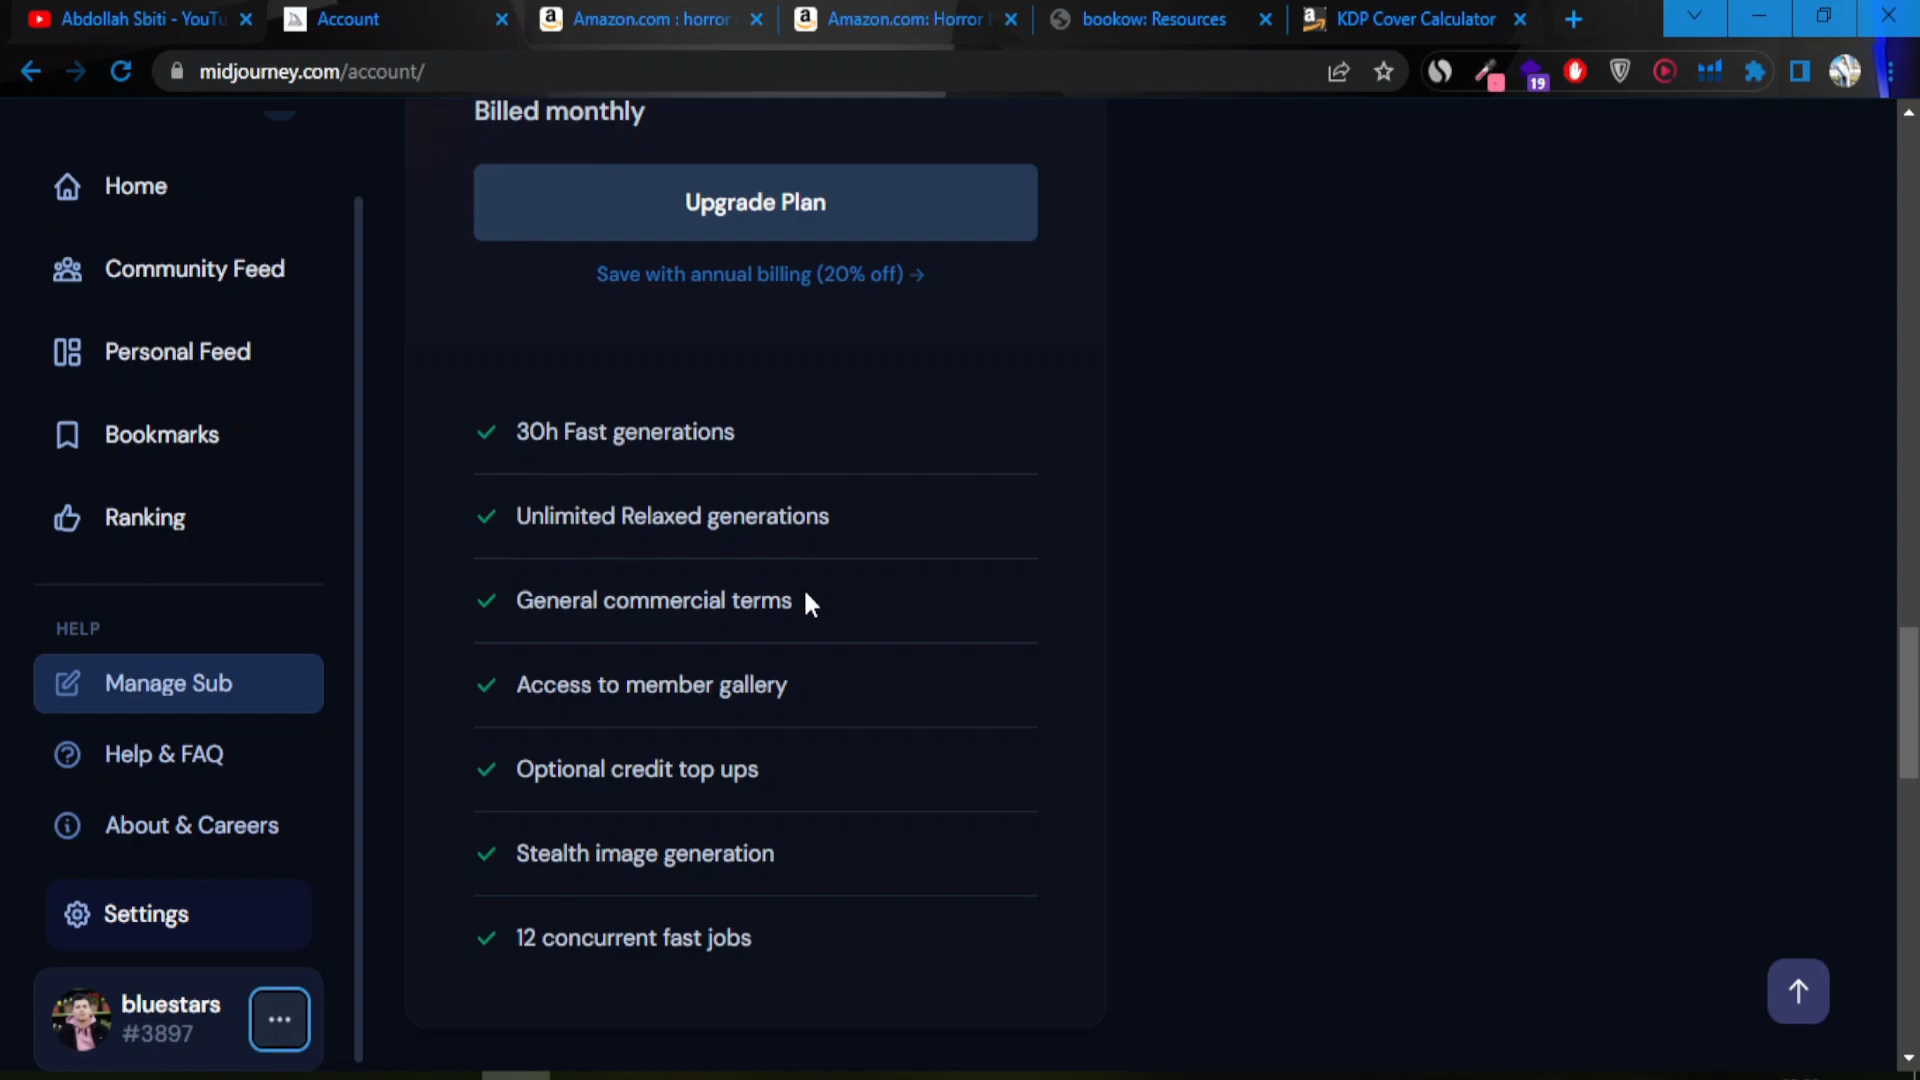 Abdollah Sbiti - YouTu
Account
Amazon.com : horror
Amazon.com: Horror
bookow: Resources
KDP Cover Calculator
midjourney.com/account/
19
Billed monthly
Home
Upgrade Plan
Community Feed
Save with annual billing (20% off) →
Personal Feed
Bookmarks
30h Fast generations
Ranking
Unlimited Relaxed generations
HELP
General commercial terms
Manage Sub
Access to member gallery
Help & FAQ
Optional credit top ups
About & Careers
Stealth image generation
Settings
12 concurrent fast jobs
bluestars
#3897